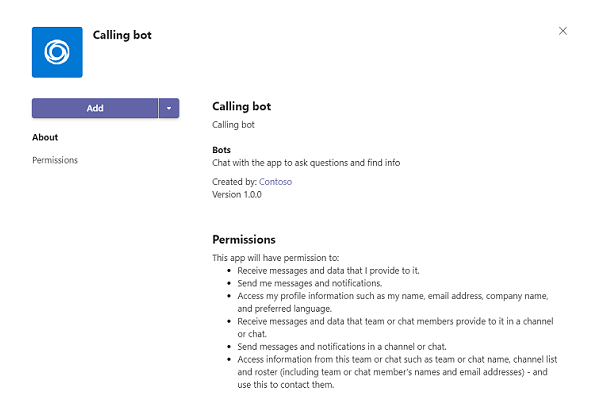 Calling bot
Add
About
Permissions
Calling bot
Calling bot
Bots
Chat with the app to ask questions and find info
Created by: Contoso
Version 1.0.0
Permissions
This app will have permission to:
• Receive messages and data that I provide to it.
• Send me messages and notifications.
• Access my profile information such as my name, email address, company name,
and preferred language.
• Receive messages and data that team or chat members provide to it in a channel
or chat.
• Send messages and notifications in a channel or chat.
• Access information from this team or chat such as team or chat name, channel list
and roster (including team or chat member's names and email addresses) - and
use this to contact them.